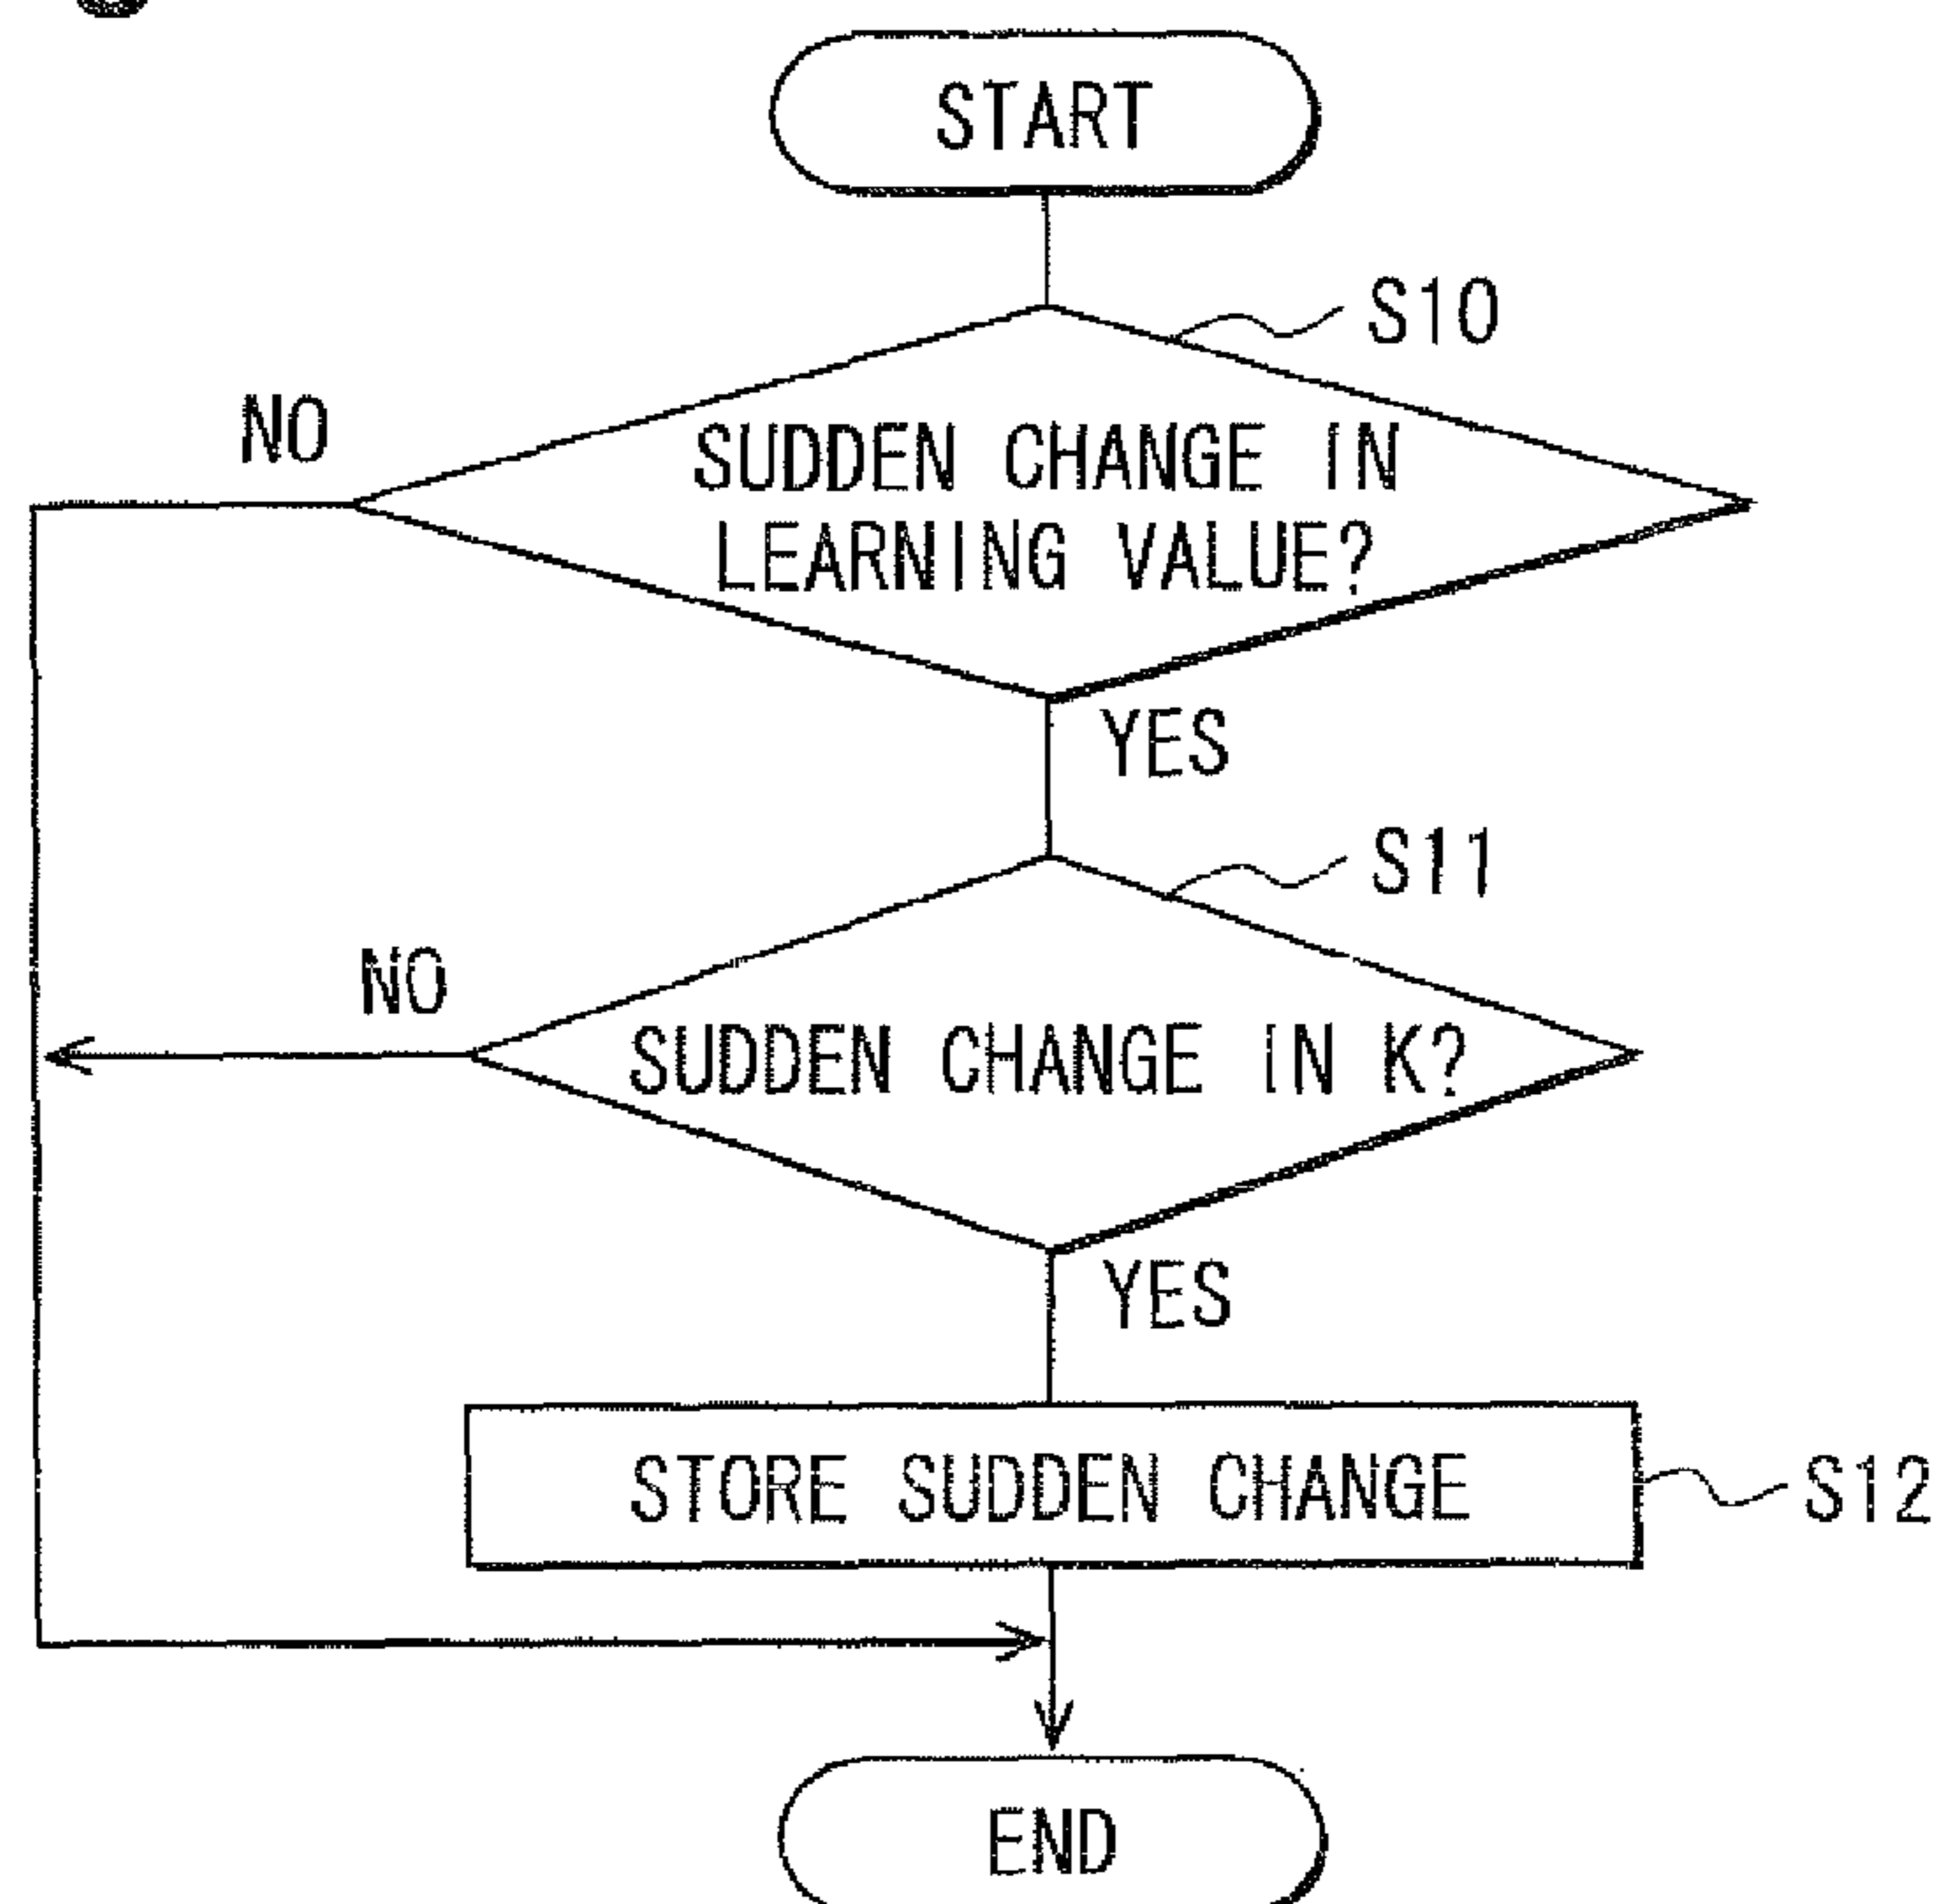 START
S10
NO
SUDDEN CHANGE IN
LEARNING VALUE?
YES
S11
NO
SUDDEN CHANGE IN K?
YES
STORE SUDDEN CHANGE
S12
END